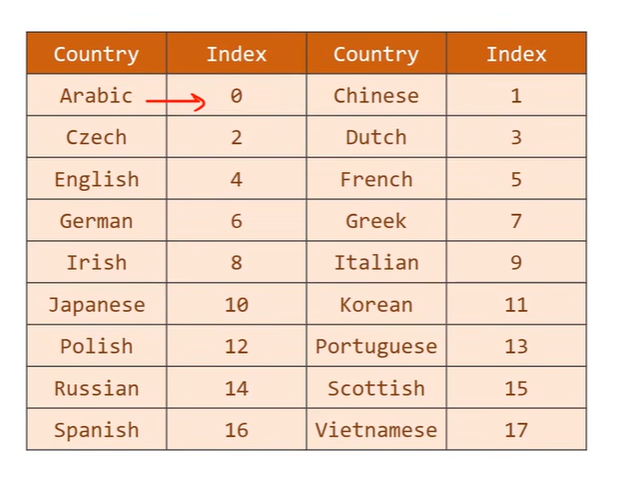 Country Index Country Index
Arabic 0 Chinese 1
Czech 2 Dutch 3
English 4 French 5
German 6 Greek 7
Irish 8 Italian 9
Japanese 10 Korean 11
Polish 12 Portuguese 13
Russian 14 Scottish 15
Spanish 16 Vietnamese 17